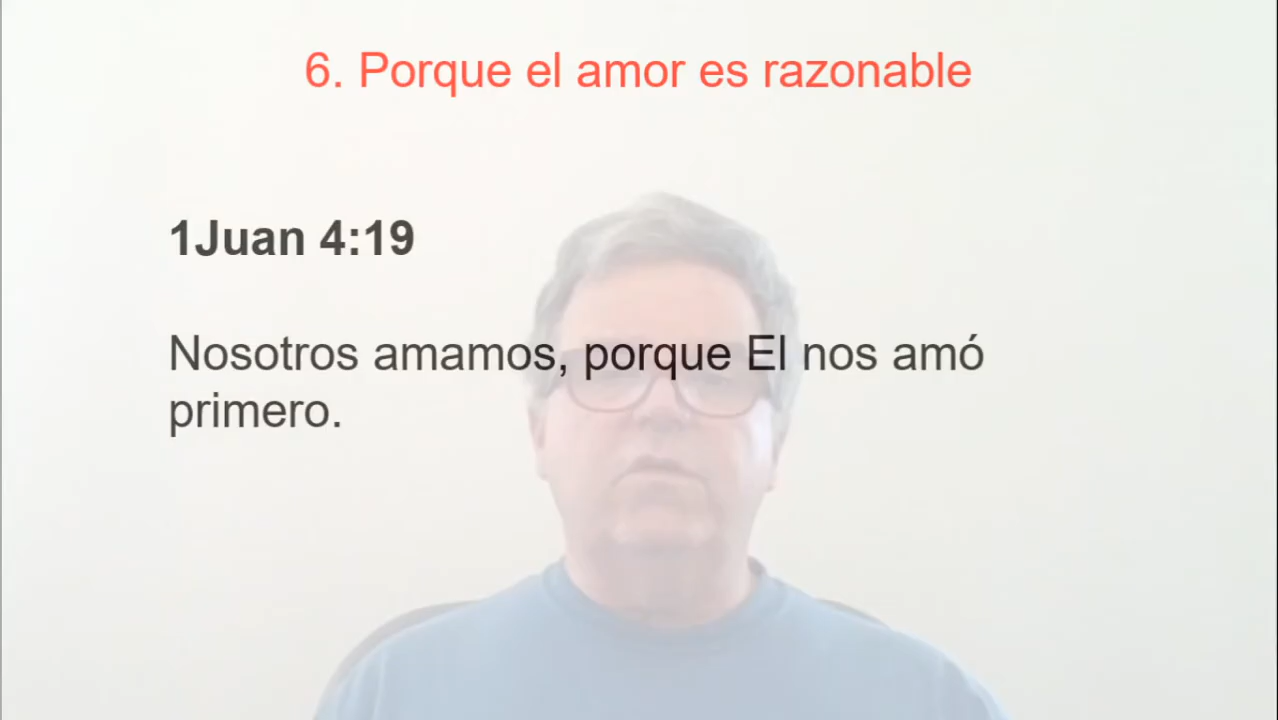 6. Porque el amor es razonable
1Juan 4:19
Nosotros amamos, porque El nos amó
primero.